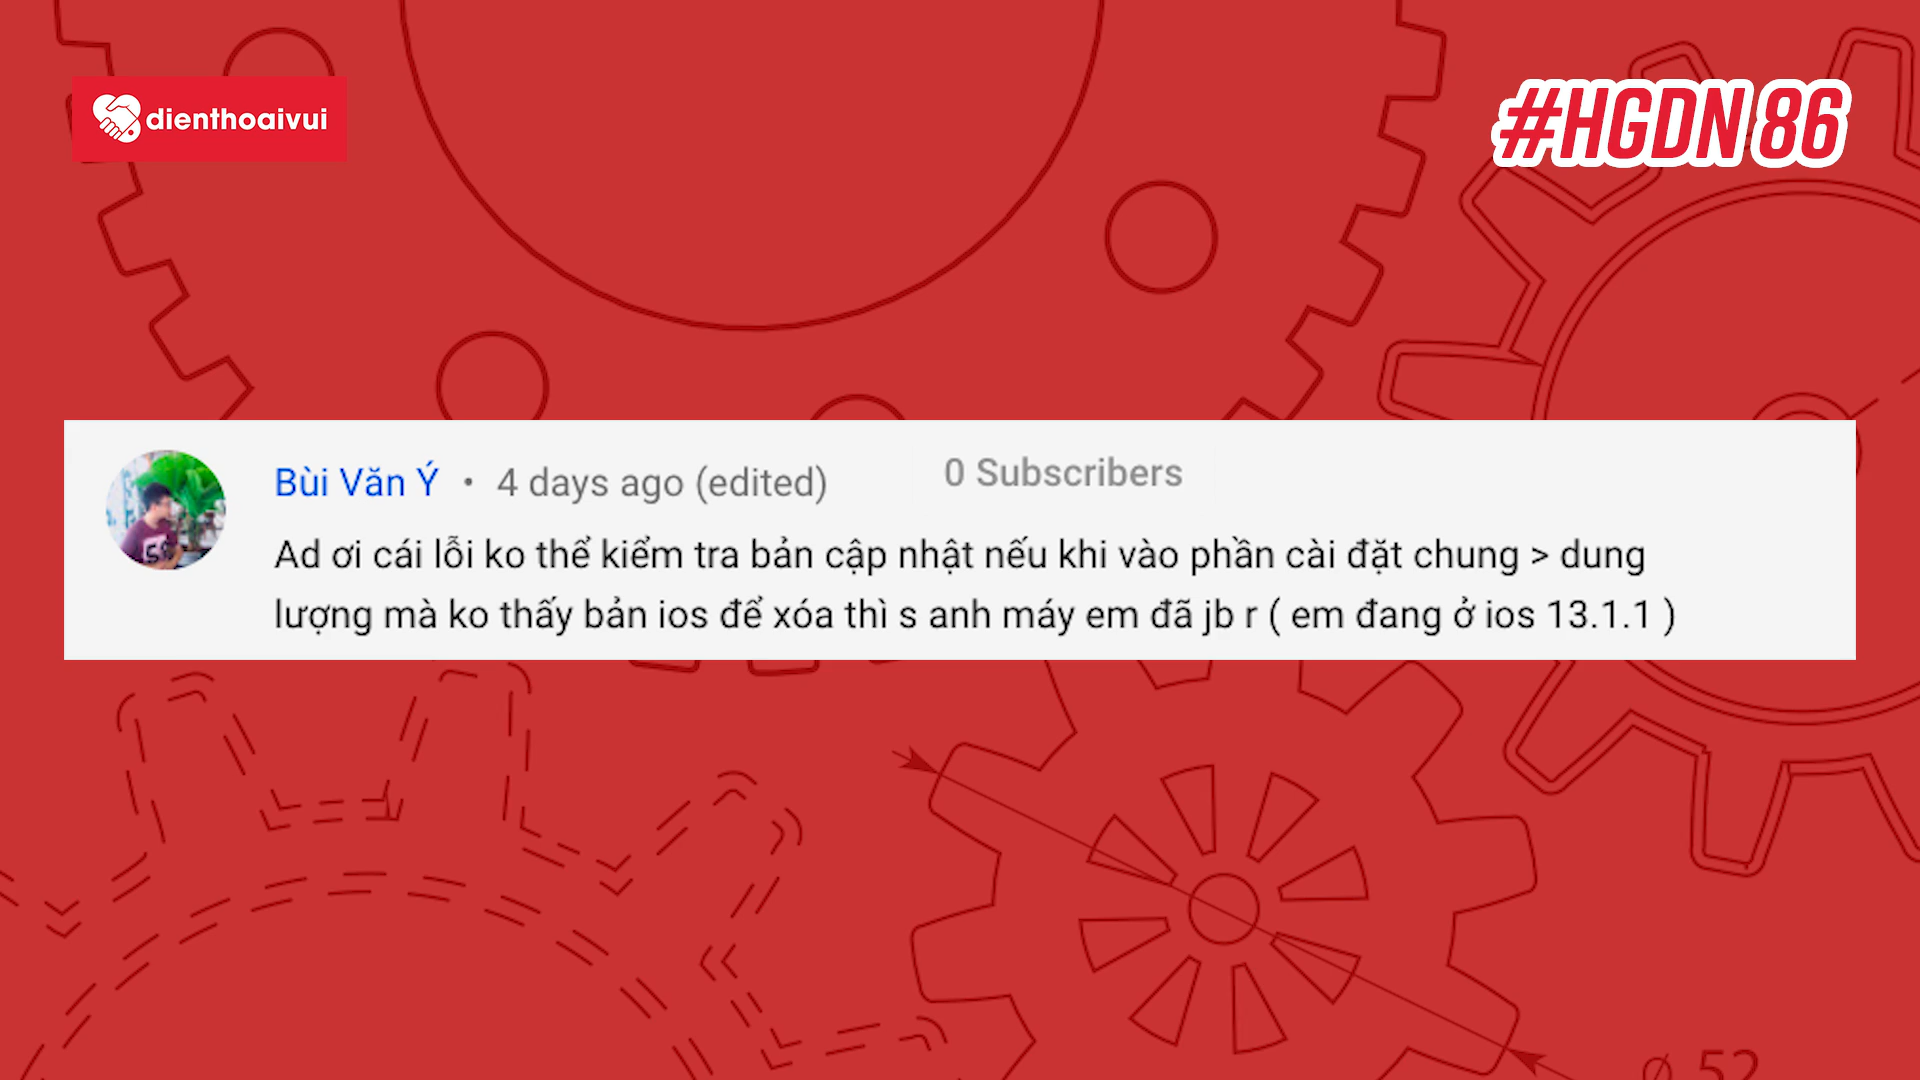 dienthoaivui
#HGDN 86
Bùi Văn Ý • 4 days ago (edited) 0 Subscribers
Ad ơi cái lỗi ko thể kiểm tra bản cập nhật nếu khi vào phần cài đặt chung > dung
lượng mà ko thấy bản ios để xóa thì s anh máy em đã jb r ( em đang ở ios 13.1.1 )
ø 52